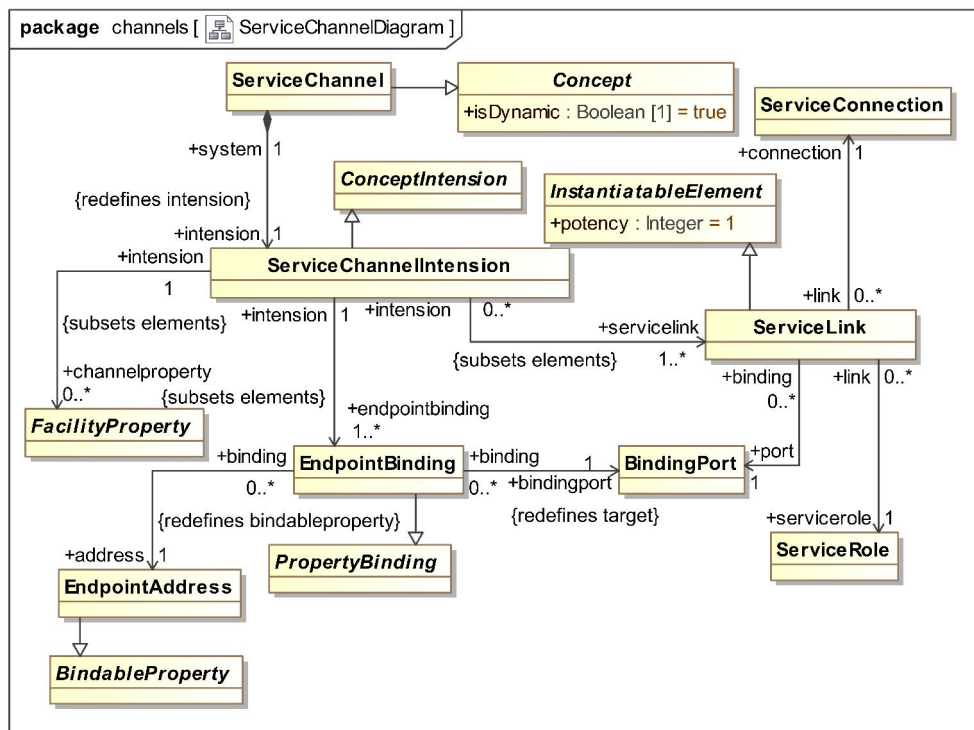 package channels [ ServiceChannelDiagram ]
ServiceChannel
Concept
+isDynamic : Boolean [1] = true
ServiceConnection
+system 1
+connection 1
ConceptIntension
InstantiatableElement
+potency : Integer = 1
{redefines intension}
+intension 1
+intension
1
ServiceChannelIntension
+link 0..*
+intension 1
+intension 0..*
{subsets elements}
+servicelink
1..*
{subsets elements}
ServiceLink
+channelproperty
0..*
{subsets elements}
+binding
0..*
+link 0..*
FacilityProperty
+endpointbinding
1..*
+binding
0..*
EndpointBinding
+binding
0..*
1
+bindingport
BindingPort
+port
1
{redefines bindableproperty}
{redefines target}
+servicerole 1
+address 1
PropertyBinding
ServiceRole
EndpointAddress
BindableProperty